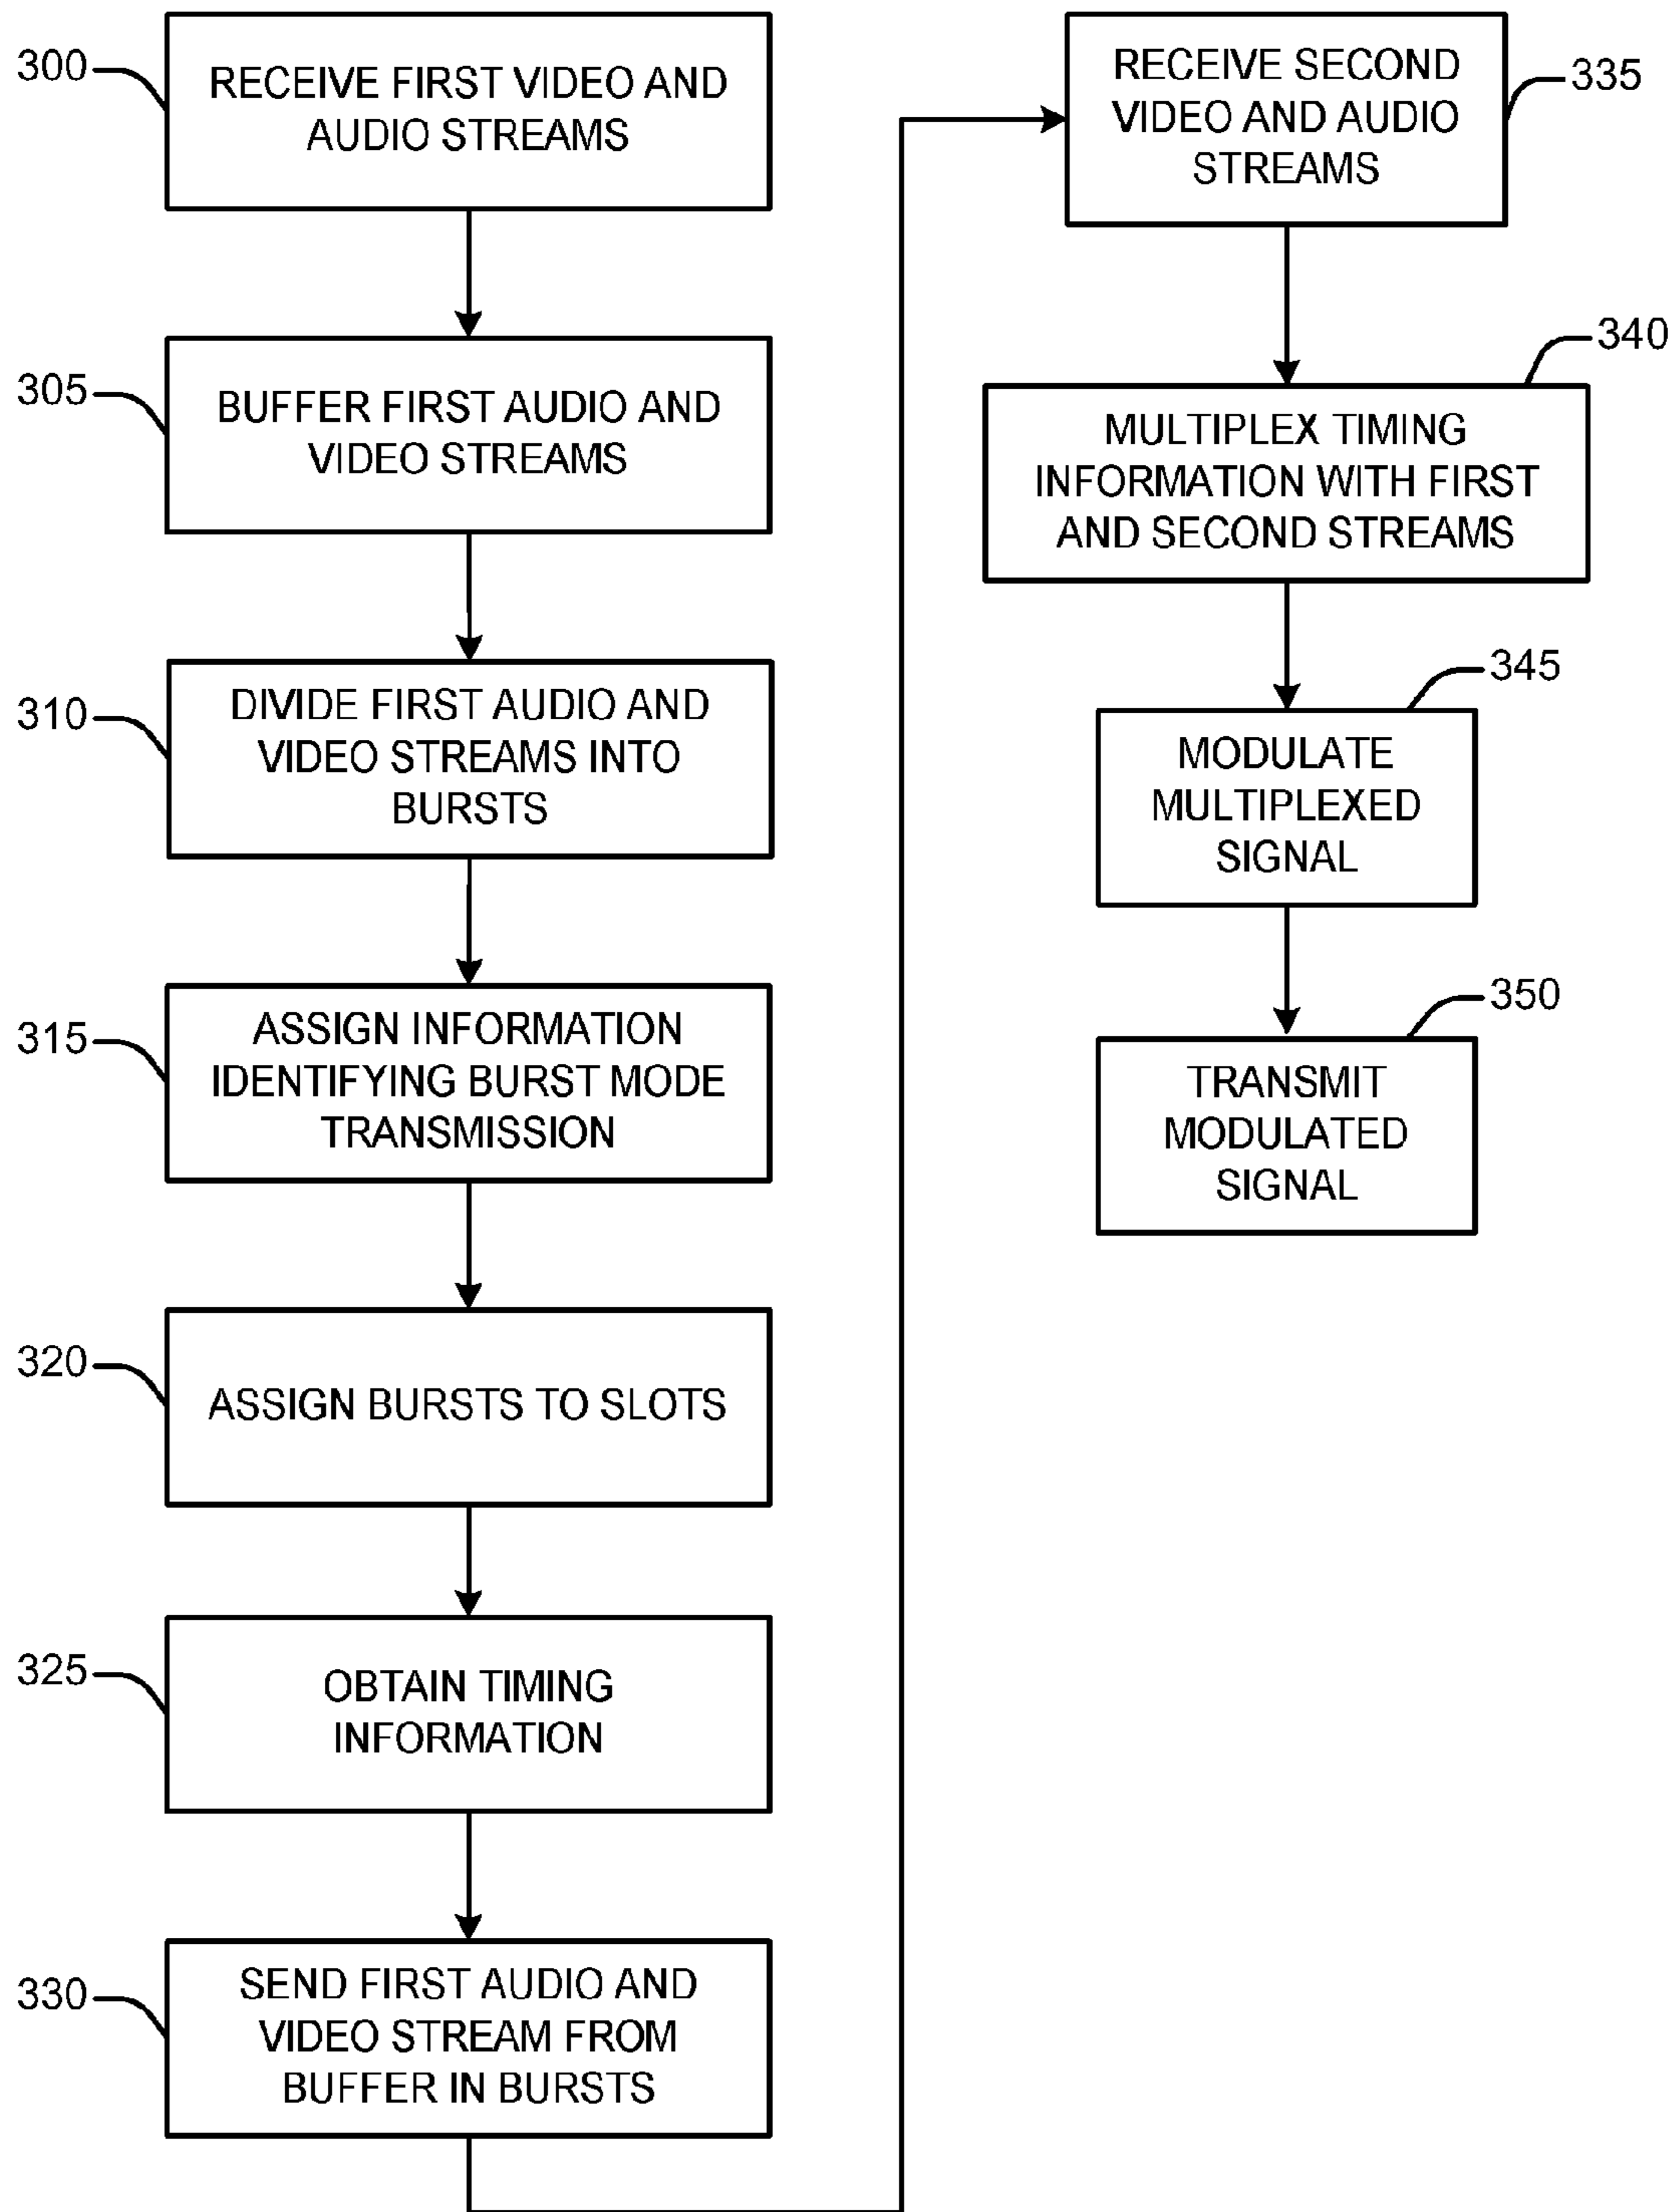 300
RECEIVE FIRST VIDEO AND
AUDIO STREAMS
305
BUFFER FIRST AUDIO AND
VIDEO STREAMS
310
DIVIDE FIRST AUDIO AND
VIDEO STREAMS INTO
BURSTS
315
ASSIGN INFORMATION
IDENTIFYING BURST MODE
TRANSMISSION
320
ASSIGN BURSTS TO SLOTS
325
OBTAIN TIMING
INFORMATION
330
SEND FIRST AUDIO AND
VIDEO STREAM FROM
BUFFER IN BURSTS
335
RECEIVE SECOND
VIDEO AND AUDIO
STREAMS
340
MULTIPLEX TIMING
INFORMATION WITH FIRST
AND SECOND STREAMS
345
MODULATE
MULTIPLEXED
SIGNAL
350
TRANSMIT
MODULATED
SIGNAL